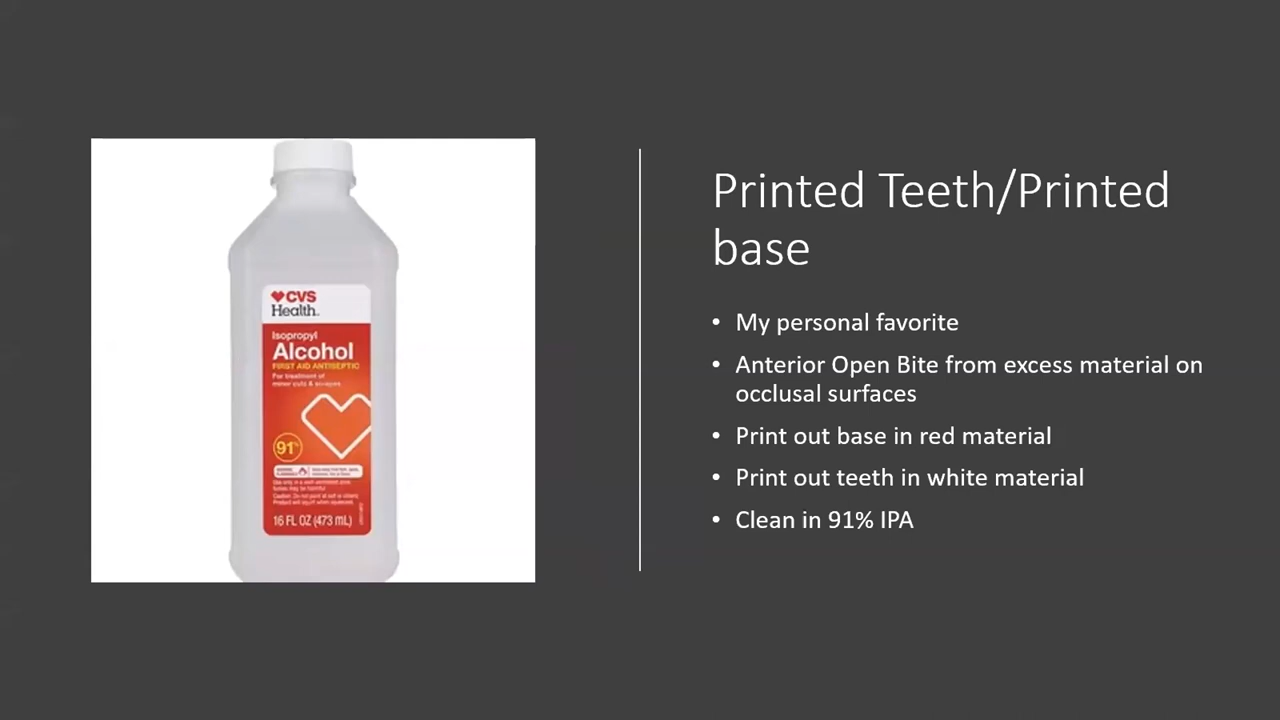 CVS
Health.
Isopropyl
Alcohol
FIRST AID ANTISEPTIC
For treatment of
minor cuts & scrapes
91%
16 FL OZ (473 mL)
Printed Teeth/Printed
base
• My personal favorite
• Anterior Open Bite from excess material on
occlusal surfaces
• Print out base in red material
• Print out teeth in white material
• Clean in 91% IPA